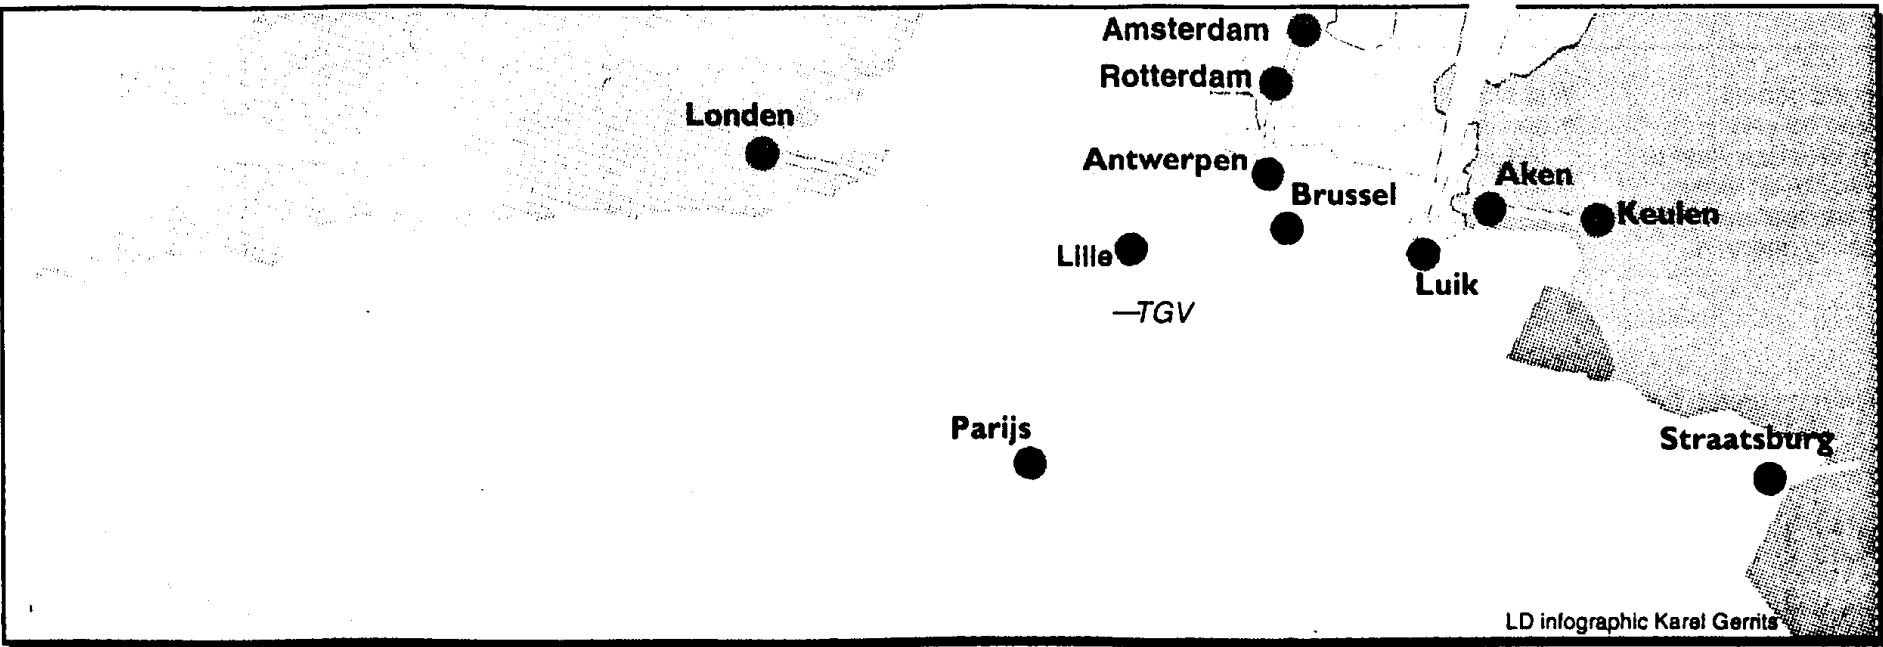 Amsterdam
Rotterdam
Londen
Antwerpen
Aken
Brussel
Keulen
Lille
Luik
—TGV
Parijs
Straatsburg
LD infographic Karel Gerrits